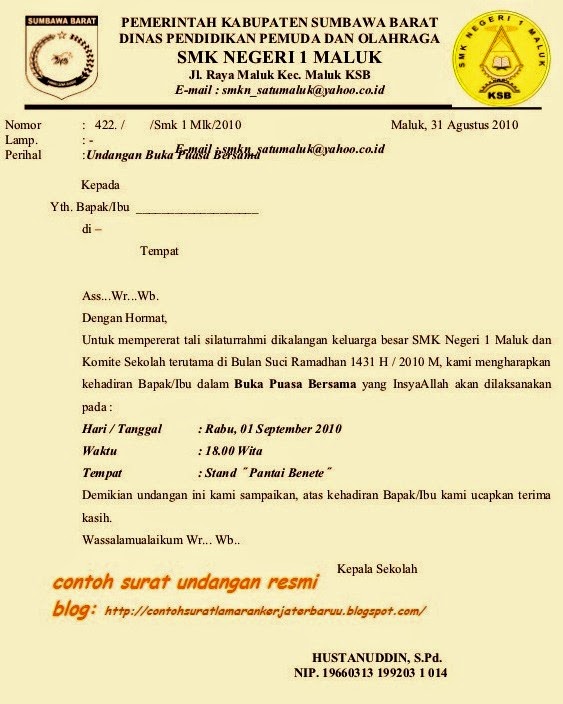 SUMBAWA BARAT
PEMERINTAH KABUPATEN SUMBAWA BARAT
DINAS PENDIDIKAN PEMUDA DAN OLAHRAGA
SMK NEGERI 1 MALUK
Jl. Raya Maluk Kec. Maluk KSB
E-mail : smkn_satumaluk@yahoo.co.id
SMK NEGERI 1 MALUK
KSB
Nomor : 422. / /Smk 1 Mlk/2010 Maluk, 31 Agustus 2010
Lamp. : -
Perihal :Undangan Buka Puasa Bersama
E-mail : smkn_satumaluk@yahoo.co.id
Kepada
Yth. Bapak/Ibu ____________________
di –
Tempat
Ass...Wr...Wb.
Dengan Hormat,
Untuk mempererat tali silaturrahmi dikalangan keluarga besar SMK Negeri 1 Maluk dan
Komite Sekolah terutama di Bulan Suci Ramadhan 1431 H / 2010 M, kami mengharapkan
kehadiran Bapak/Ibu dalam Buka Puasa Bersama yang InsyaAllah akan dilaksanakan
pada :
Hari / Tanggal : Rabu, 01 September 2010
Waktu : 18.00 Wita
Tempat : Stand "Pantai Benete"
Demikian undangan ini kami sampaikan, atas kehadiran Bapak/Ibu kami ucapkan terima
kasih.
Wassalamualaikum Wr... Wb..
Kepala Sekolah
contoh surat undangan resmi
blog: http://contohsuratlamarankerjaterbaruu.blogspot.com/
HUSTANUDDIN, S.Pd.
NIP. 19660313 199203 1 014